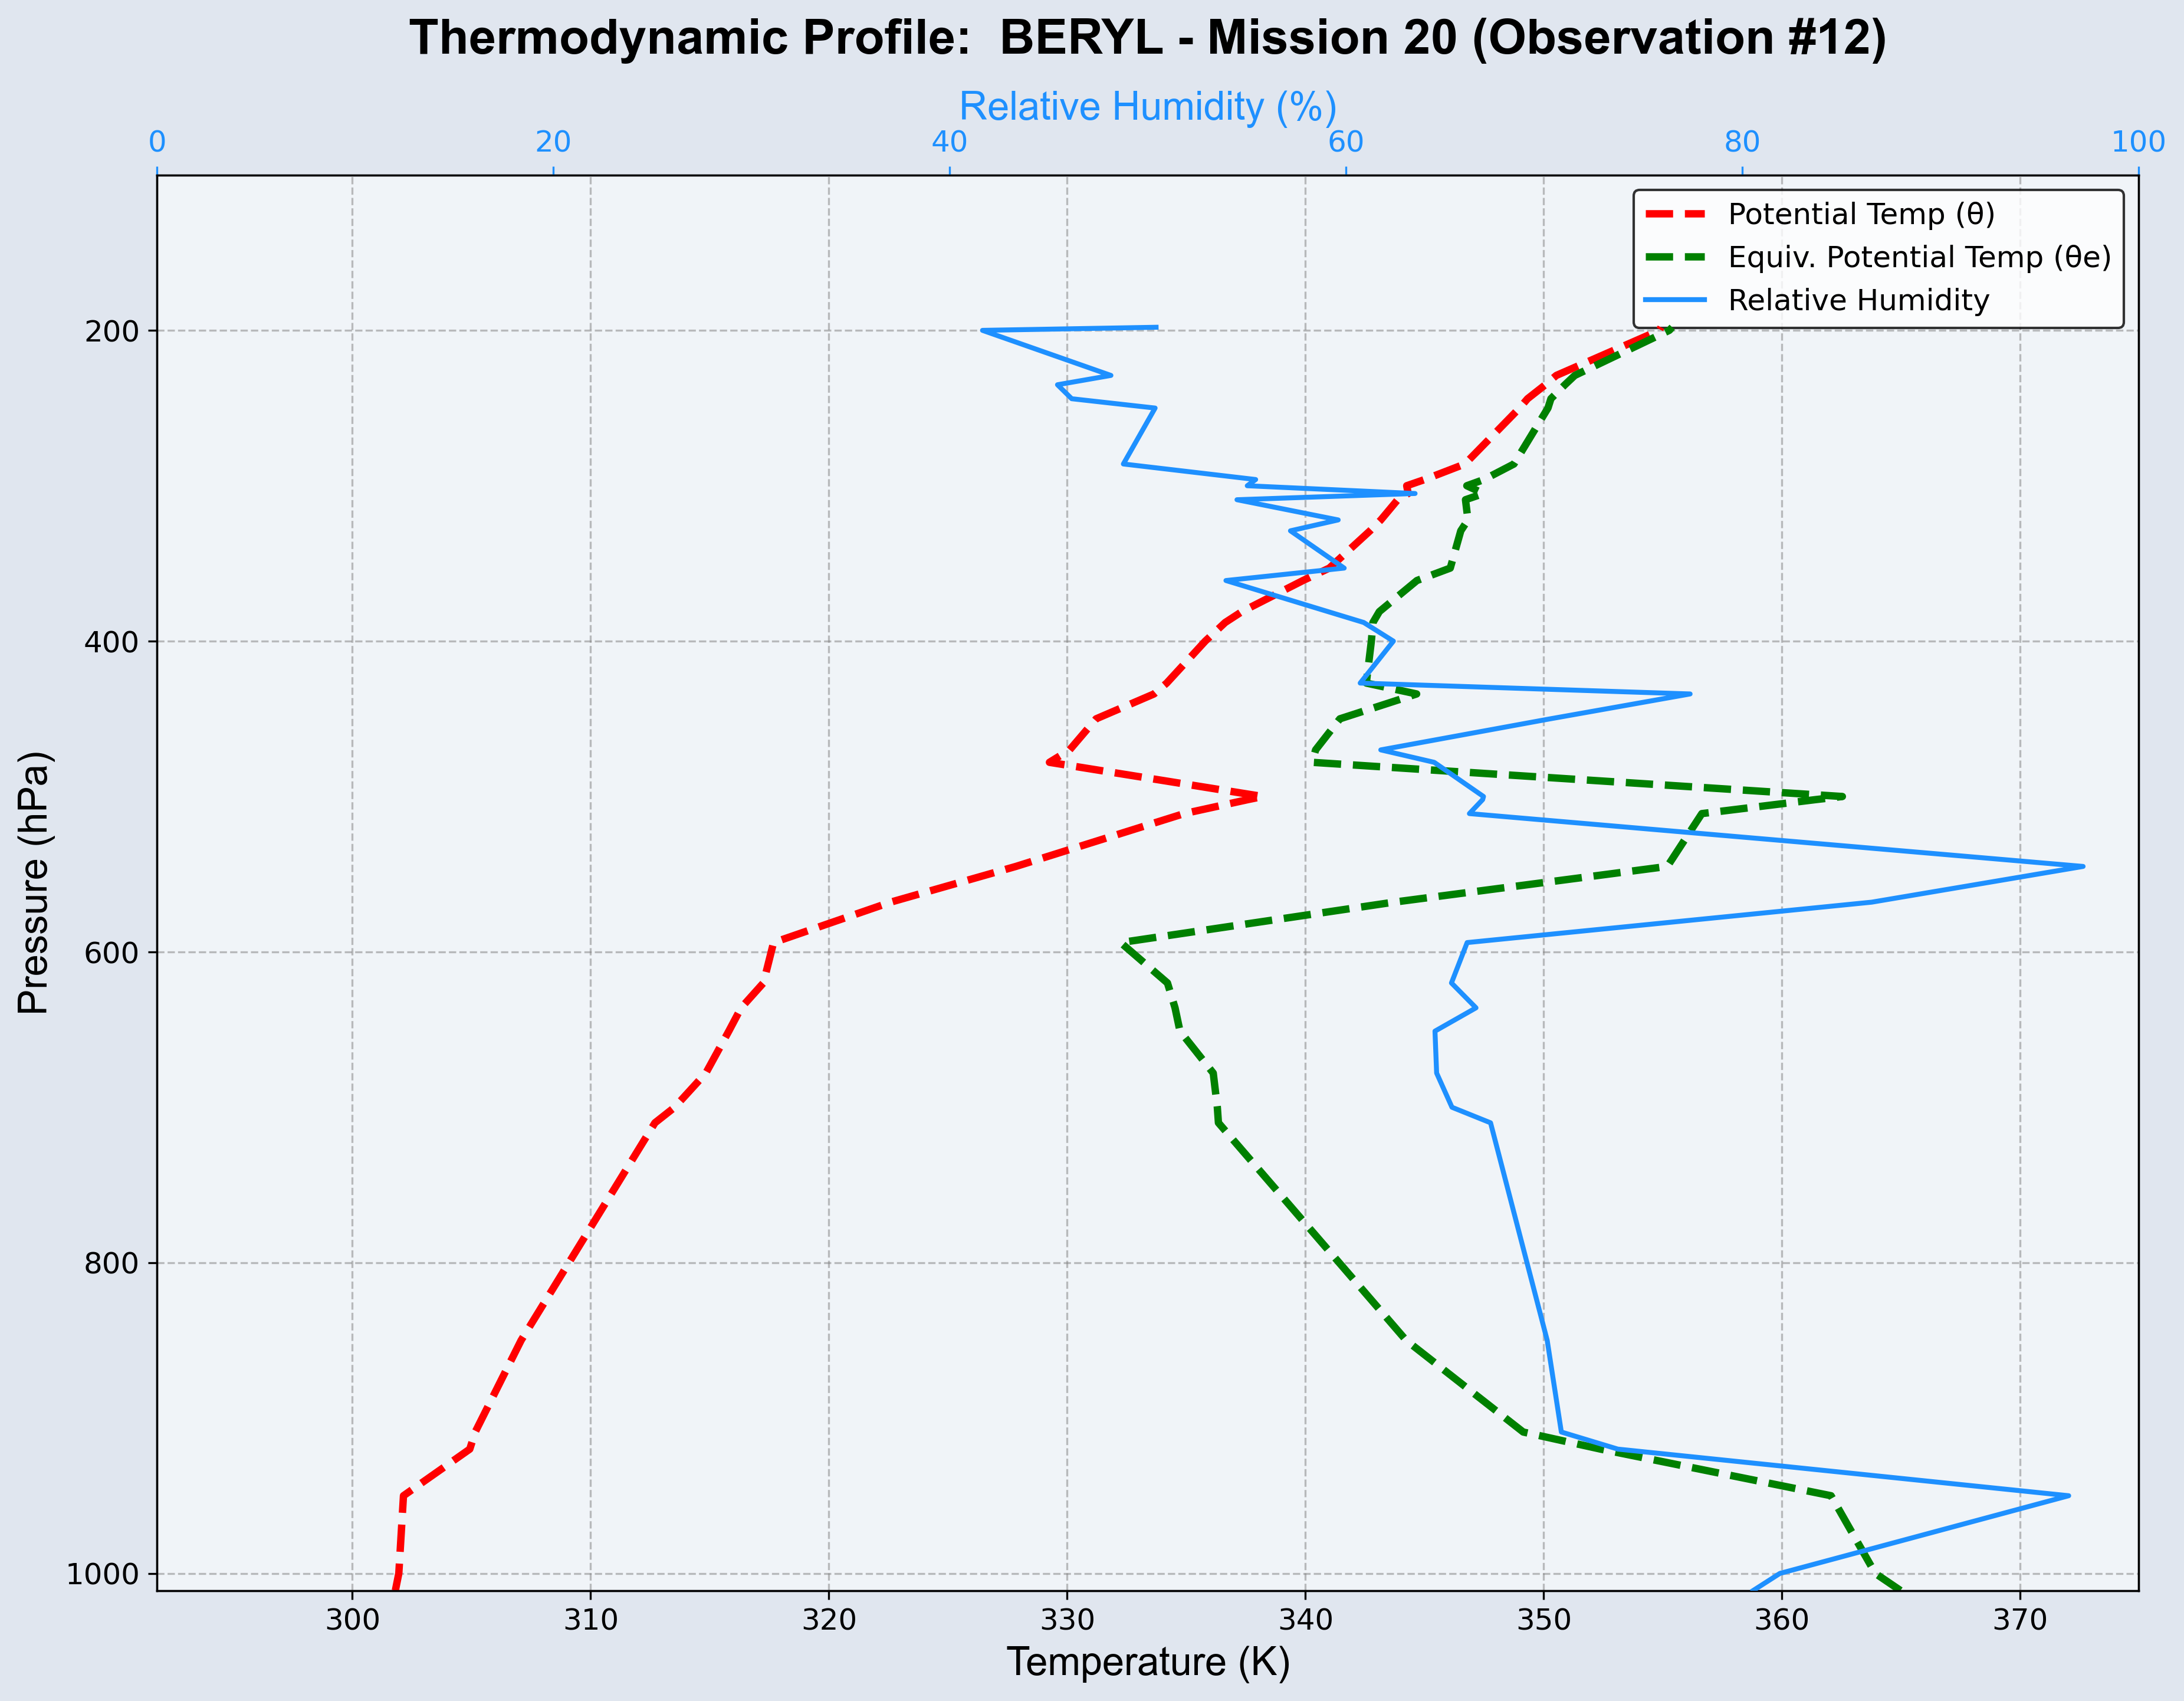 Thermodynamic Profile:  BERYL - Mission 20 (Observation #12)
Relative Humidity (%)
0 20 40 60 80 100
Potential Temp (θ)
Equiv. Potential Temp (θe)
Relative Humidity
200
400
600
800
1000
Pressure (hPa)
300 310 320 330 340 350 360 370
Temperature (K)